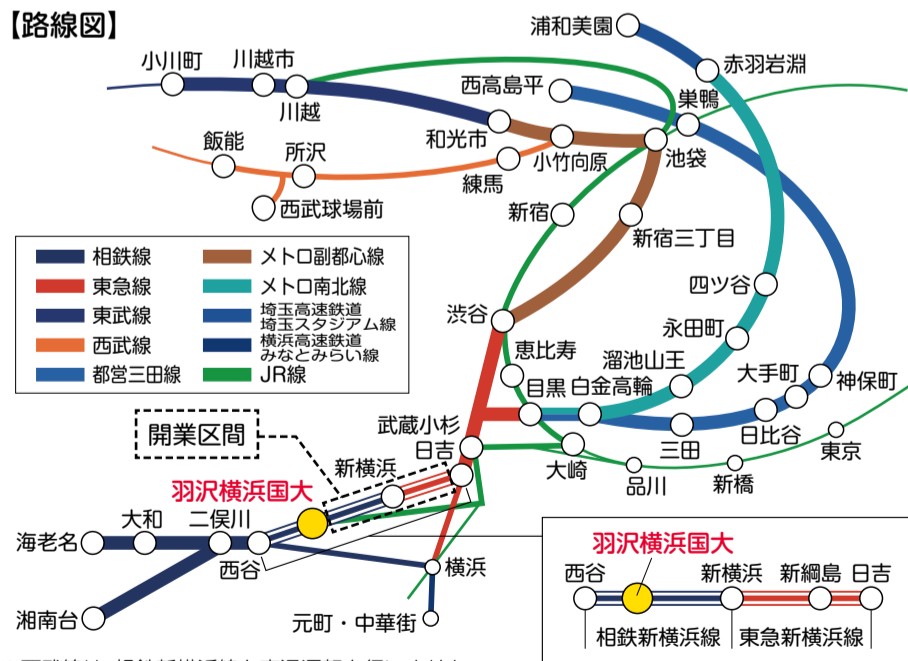 【路線図】
浦和美園
赤羽岩淵
小川町
川越市
川越
西高島平
巣鴨
和光市
小竹向原
池袋
飯能
所沢
練馬
西武球場前
新宿
新宿三丁目
相鉄線
東急線
東武線
西武線
都営三田線
メトロ副都心線
メトロ南北線
埼玉高速鉄道
埼玉スタジアム線
横浜高速鉄道
みなとみらい線
JR線
四ツ谷
渋谷
永田町
恵比寿
溜池山王
目黒
白金高輪
大手町
神保町
日比谷
三田
武蔵小杉
日吉
大崎
品川
新橋
東京
開業区間
新横浜
羽沢横浜国大
海老名
大和
二俣川
西谷
横浜
湘南台
元町・中華街
羽沢横浜国大
西谷
新横浜
新綱島
日吉
相鉄新横浜線
東急新横浜線